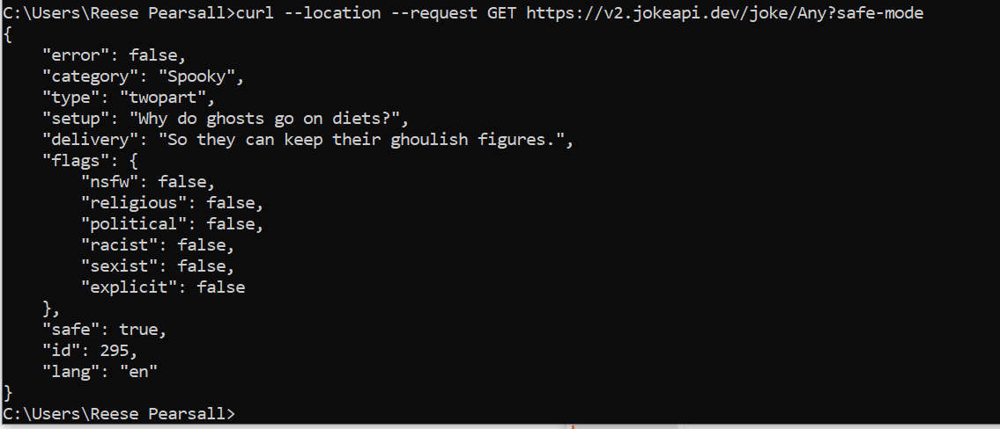 C:\Users\Reese Pearsall>curl --location --request GET https://v2.jokeapi.dev/joke/Any?safe-mode
{
    "error": false,
    "category": "Spooky",
    "type": "twopart",
    "setup": "Why do ghosts go on diets?",
    "delivery": "So they can keep their ghoulish figures.",
    "flags": {
        "nsfw": false,
        "religious": false,
        "political": false,
        "racist": false,
        "sexist": false,
        "explicit": false
    },
    "safe": true,
    "id": 295,
    "lang": "en"
}
C:\Users\Reese Pearsall>